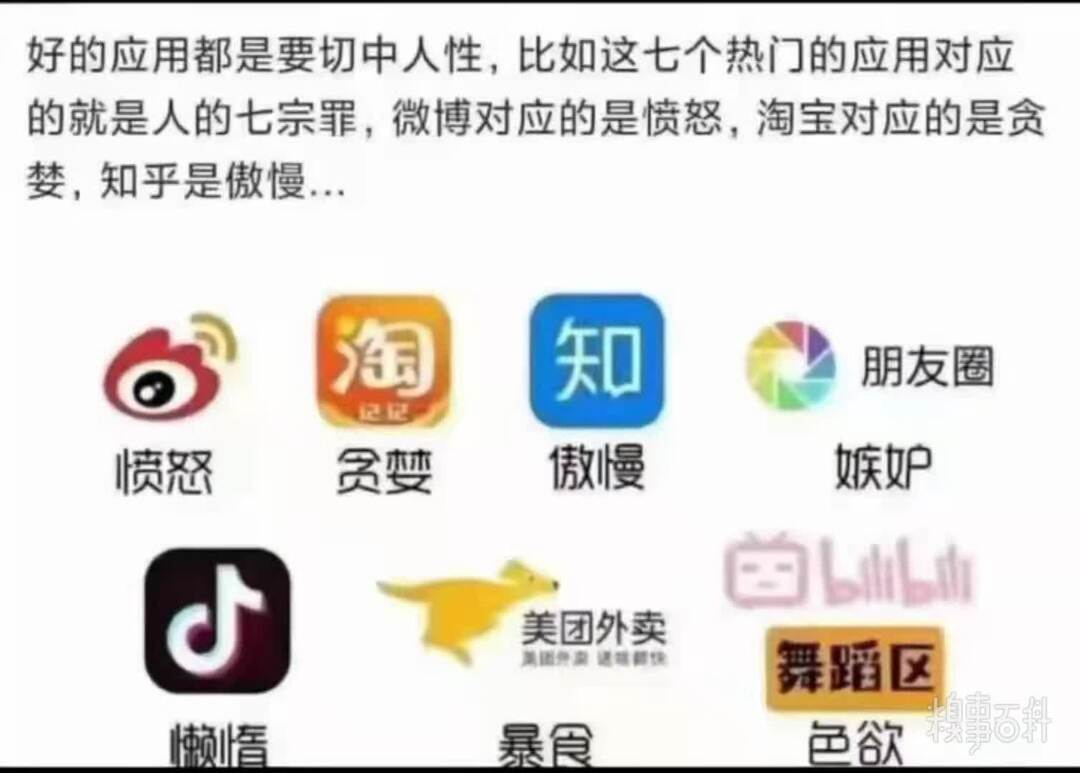 好的应用都是要切中人性，比如这七个热门的应用对应
的就是人的七宗罪，微博对应的是愤怒，淘宝对应的是贪
婪，知乎是傲慢...
淘
12.12
知
朋友圈
愤怒
贪婪
傲慢
嫉妒
bilibili
美团外卖
美团外卖 送啥都快
舞蹈区
糗事百科
懒惰
暴食
色欲